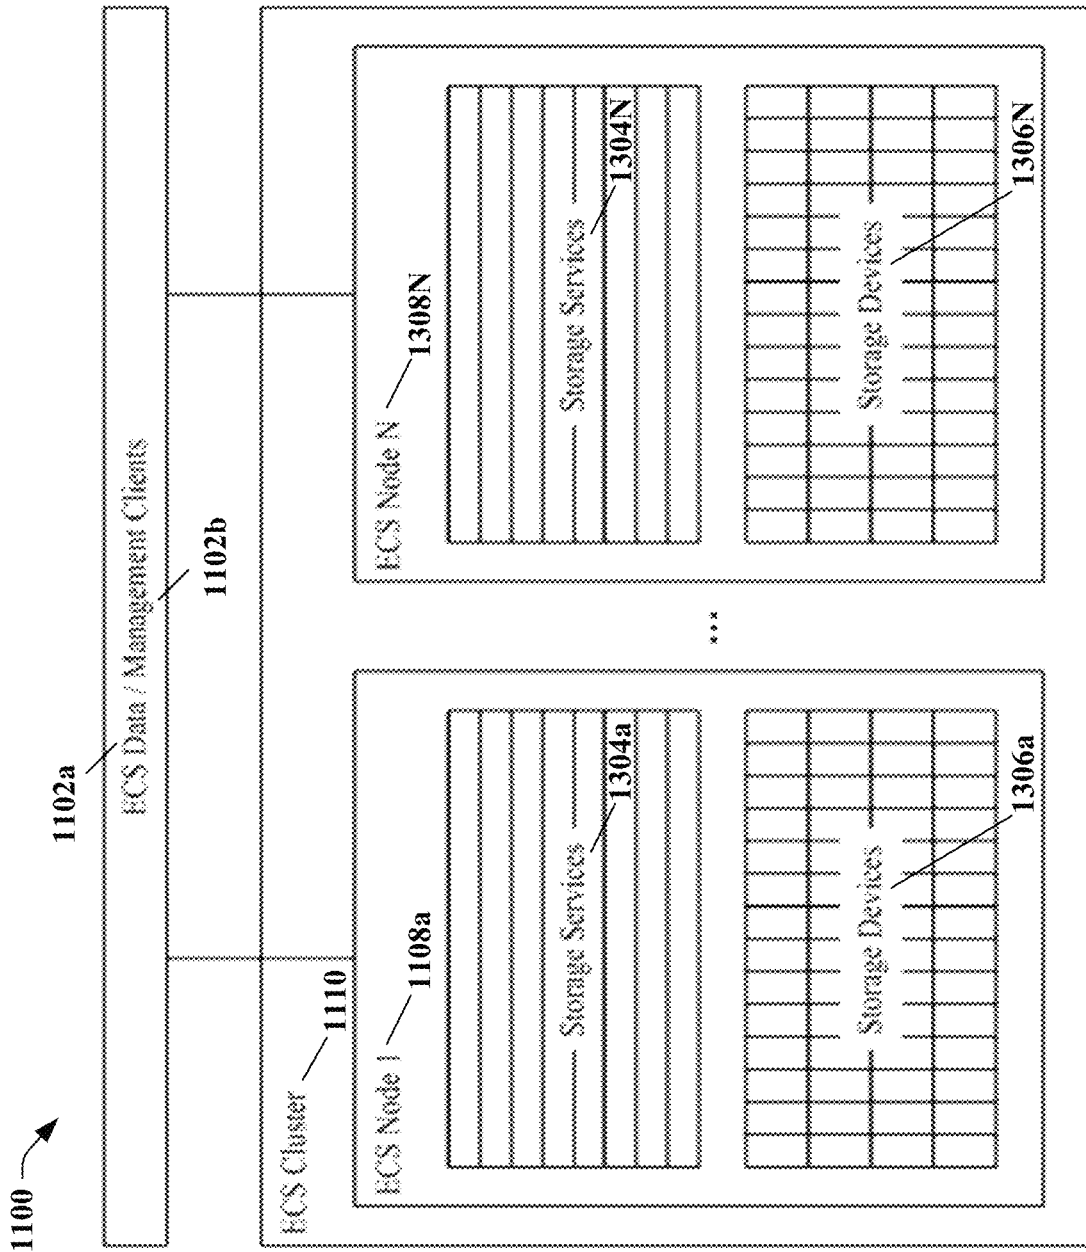 1100
1102a
ECS Data / Management Clients
1102b
ECS Cluster
1110
ECS Node 1
1108a
Storage Services
1304a
Storage Devices
1306a
...
ECS Node N
1308N
Storage Services
1304N
Storage Devices
1306N